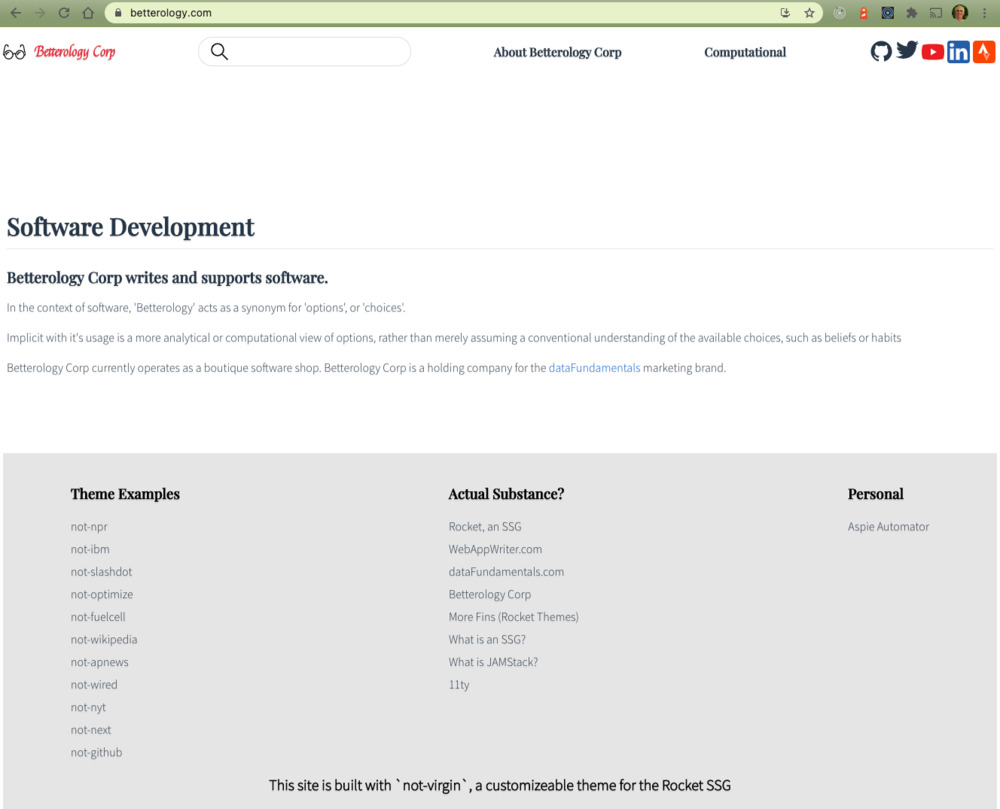 betterology.com
Betterology Corp
About Betterology Corp
Computational
Software Development
Betterology Corp writes and supports software.
In the context of software, 'Betterology' acts as a synonym for 'options', or 'choices'.
Implicit with it's usage is a more analytical or computational view of options, rather than merely assuming a conventional understanding of the available choices, such as beliefs or habits
Betterology Corp currently operates as a boutique software shop. Betterology Corp is a holding company for the dataFundamentals marketing brand.
Theme Examples
not-npr
not-ibm
not-slashdot
not-optimize
not-fuelcell
not-wikipedia
not-apnews
not-wired
not-nyt
not-next
not-github
Actual Substance?
Rocket, an SSG
WebAppWriter.com
dataFundamentals.com
Betterology Corp
More Fins (Rocket Themes)
What is an SSG?
What is JAMStack?
11ty
Personal
Aspie Automator
This site is built with `not-virgin`, a customizeable theme for the Rocket SSG